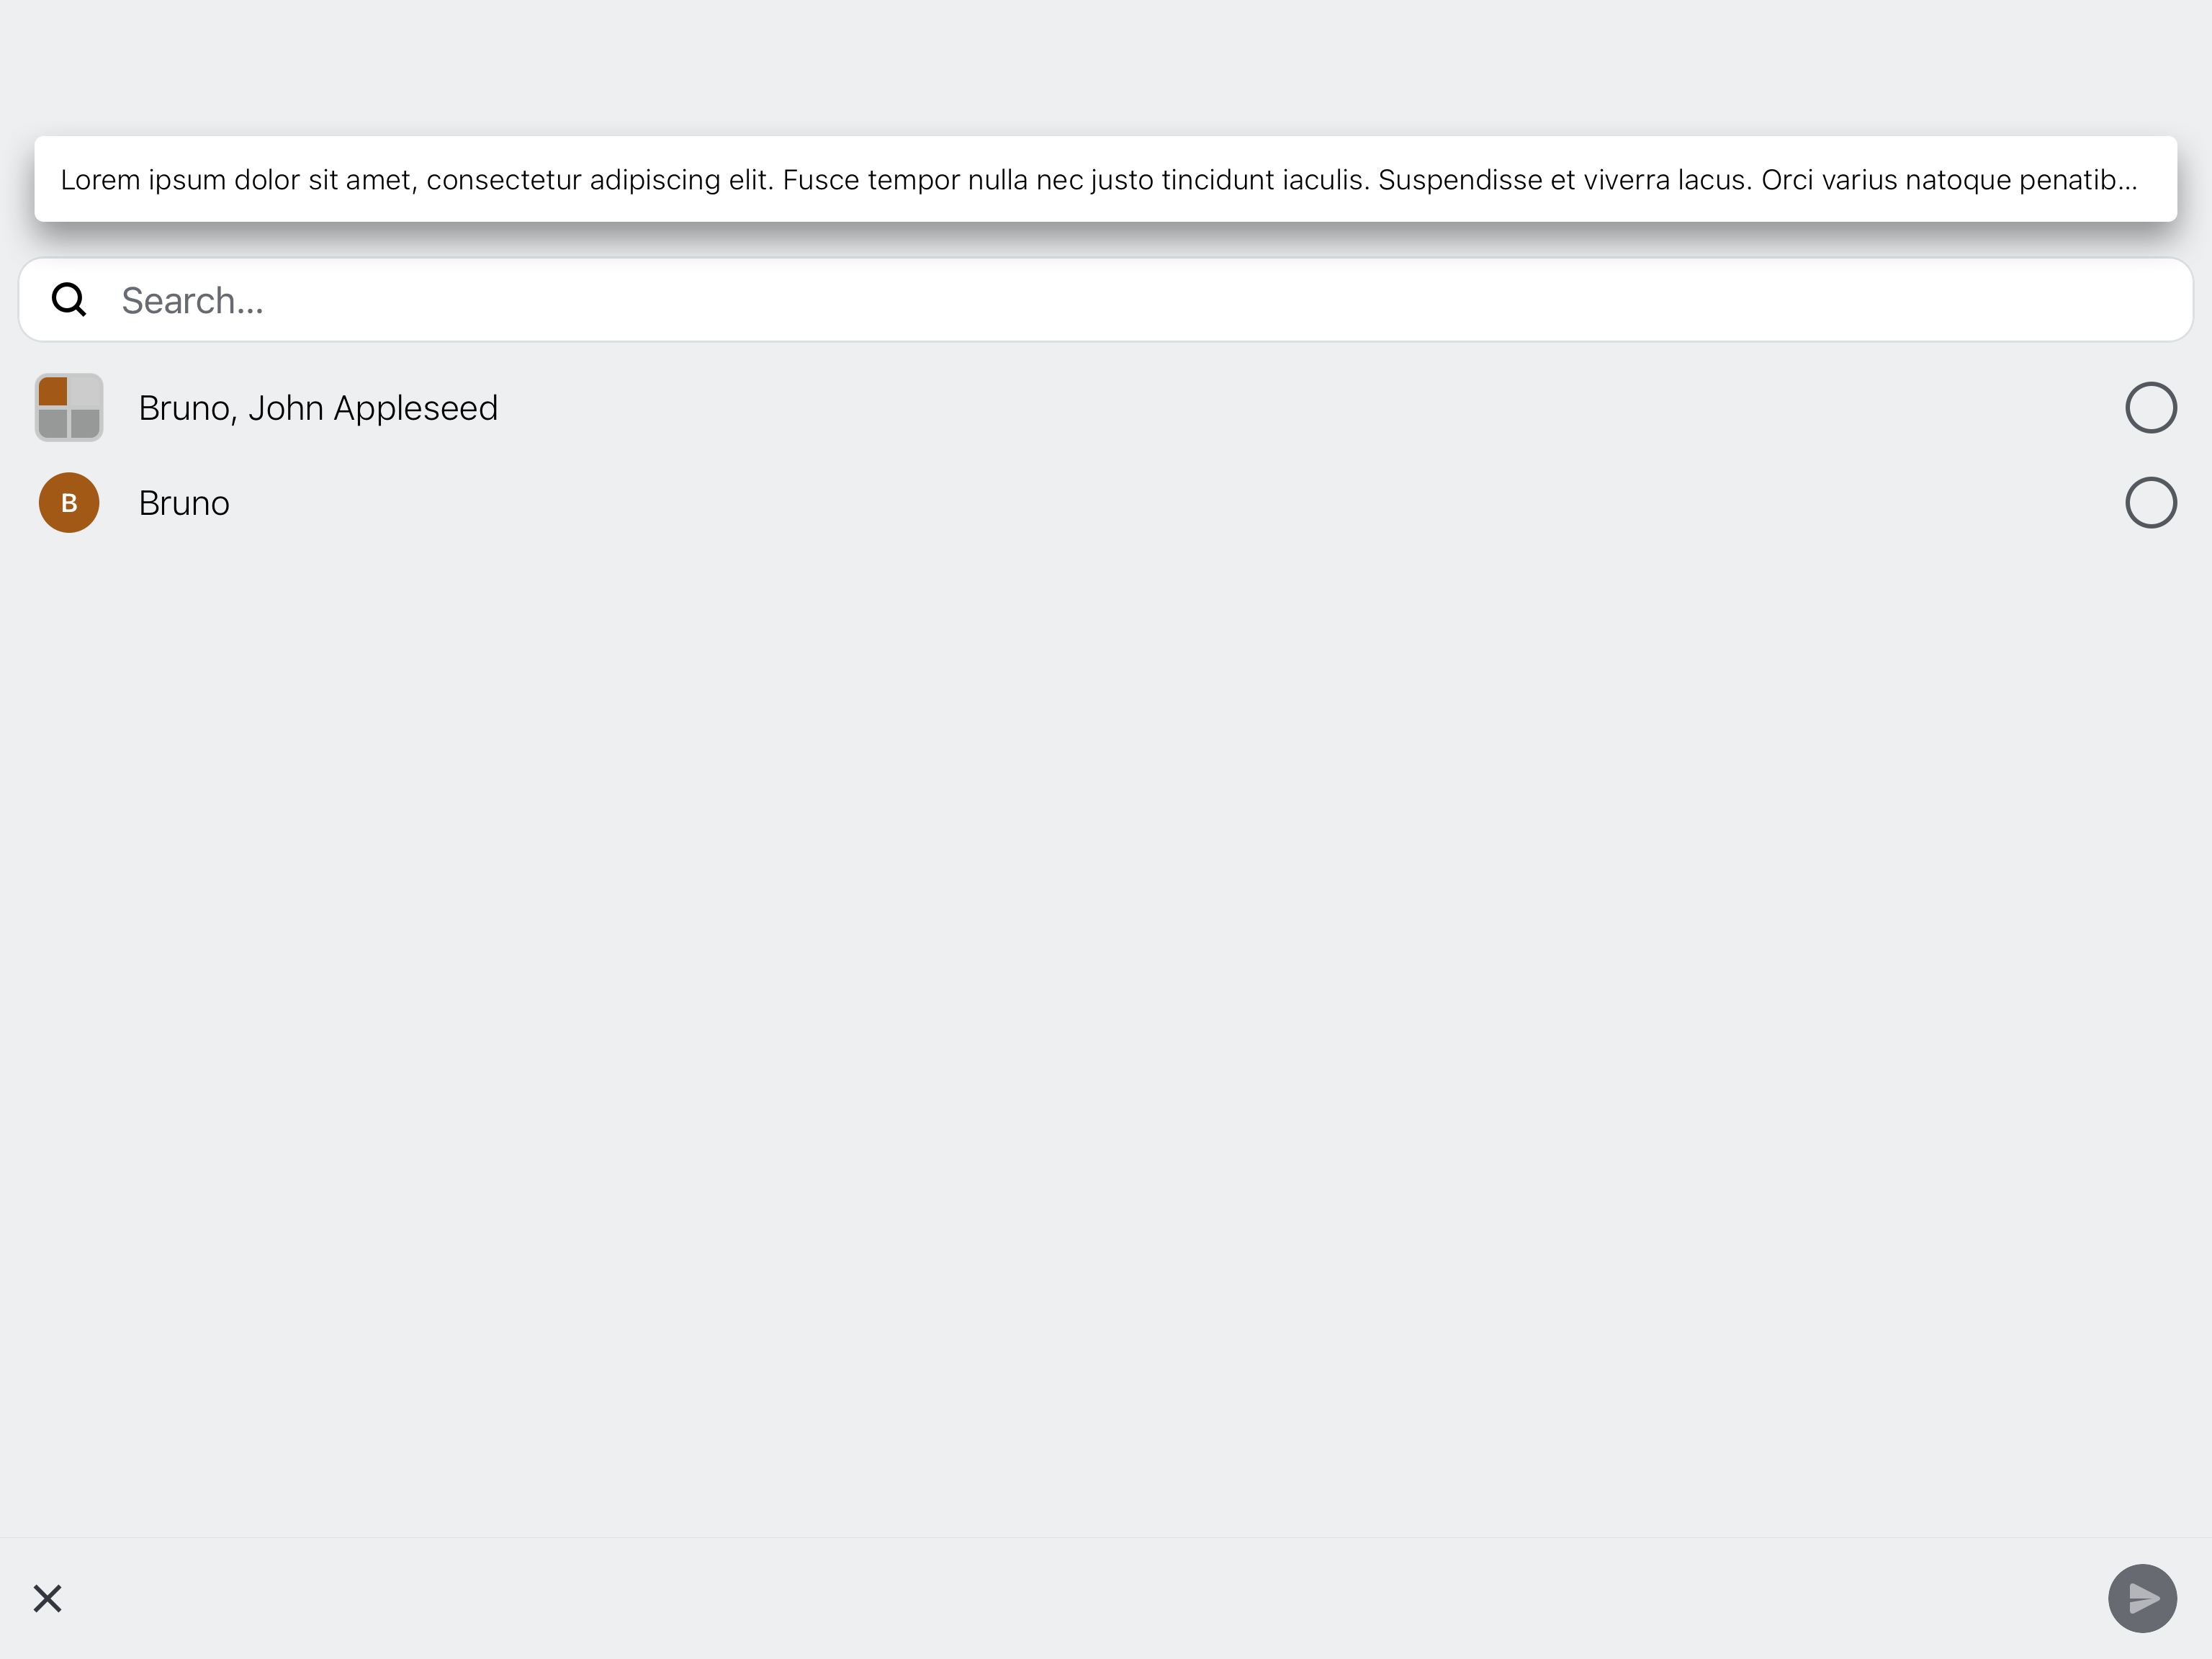 Lorem ipsum dolor sit amet, consectetur adipiscing elit. Fusce tempor nulla nec justo tincidunt iaculis. Suspendisse et viverra lacus. Orci varius natoque penatib...
Search...
Bruno, John Appleseed
B Bruno